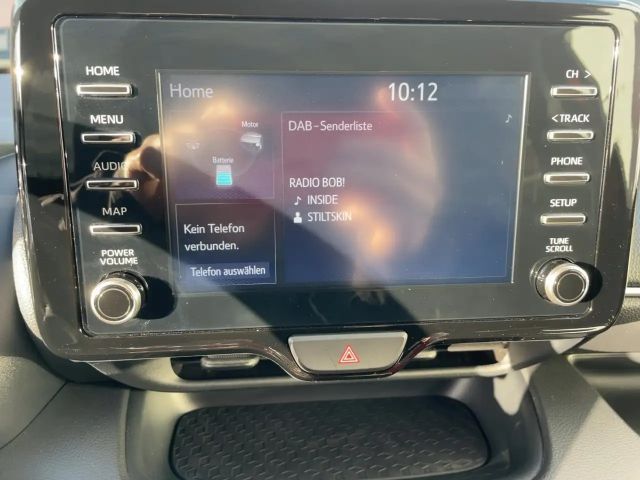 HOME
MENU
AUDIO
MAP
POWER
VOLUME
Home
10:12
Motor
Batterie
Kein Telefon
verbunden.
Telefon auswählen
DAB-Senderliste
RADIO BOB!
INSIDE
STILTSKIN
CH >
<TRACK
PHONE
SETUP
TUNE
SCROLL